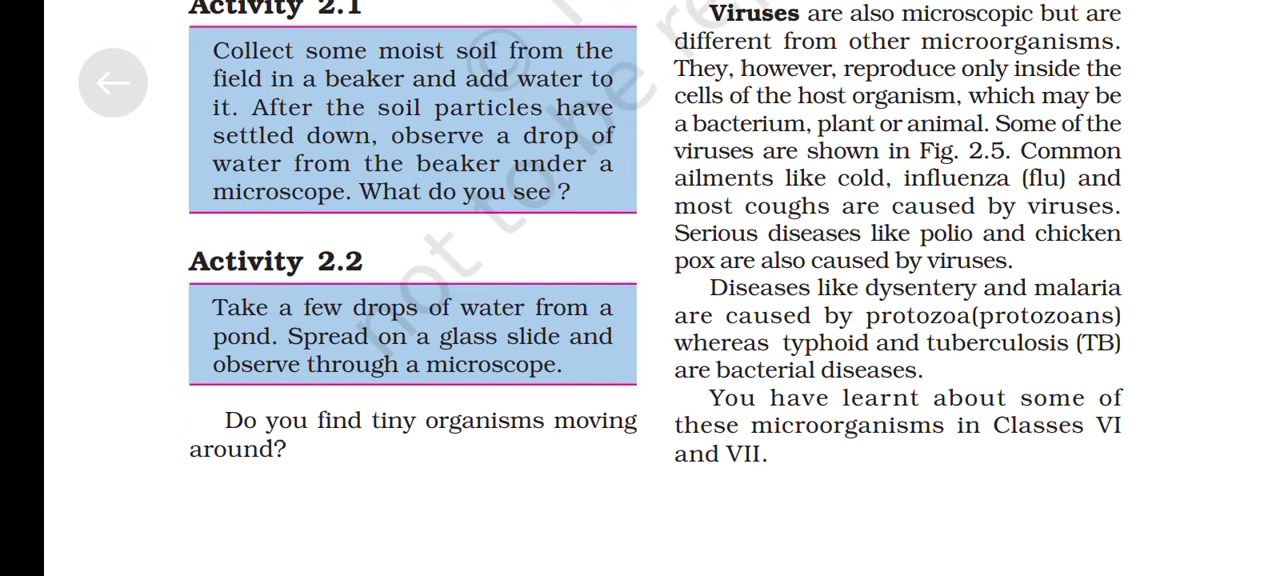 Activity 2.1
Collect some moist soil from the
field in a beaker and add water to
it. After the soil particles have
settled down, observe a drop of
water from the beaker under a
microscope. What do you see ?
Activity 2.2
Take a few drops of water from a
pond. Spread on a glass slide and
observe through a microscope.
Do you find tiny organisms moving
around?
Viruses are also microscopic but are
different from other microorganisms.
They, however, reproduce only inside the
cells of the host organism, which may be
a bacterium, plant or animal. Some of the
viruses are shown in Fig. 2.5. Common
ailments like cold, influenza (flu) and
most coughs are caused by viruses.
Serious diseases like polio and chicken
pox are also caused by viruses.
Diseases like dysentery and malaria
are caused by protozoa(protozoans)
whereas typhoid and tuberculosis (TB)
are bacterial diseases.
You have learnt about some of
these microorganisms in Classes VI
and VII.
©
not to be re